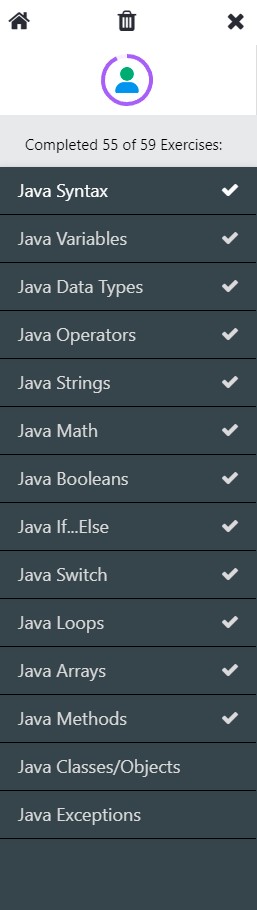 Completed 55 of 59 Exercises:
Java Syntax
Java Variables
Java Data Types
Java Operators
Java Strings
Java Math
Java Booleans
Java If...Else
Java Switch
Java Loops
Java Arrays
Java Methods
Java Classes/Objects
Java Exceptions